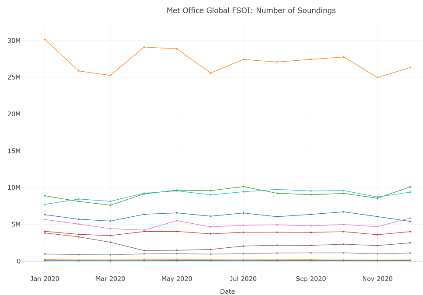 Met Office Global FSOI: Number of Soundings
30M
25M
20M
15M
10M
5M
0
Jan 2020 Mar 2020 May 2020 Jul 2020 Sep 2020 Nov 2020
Date